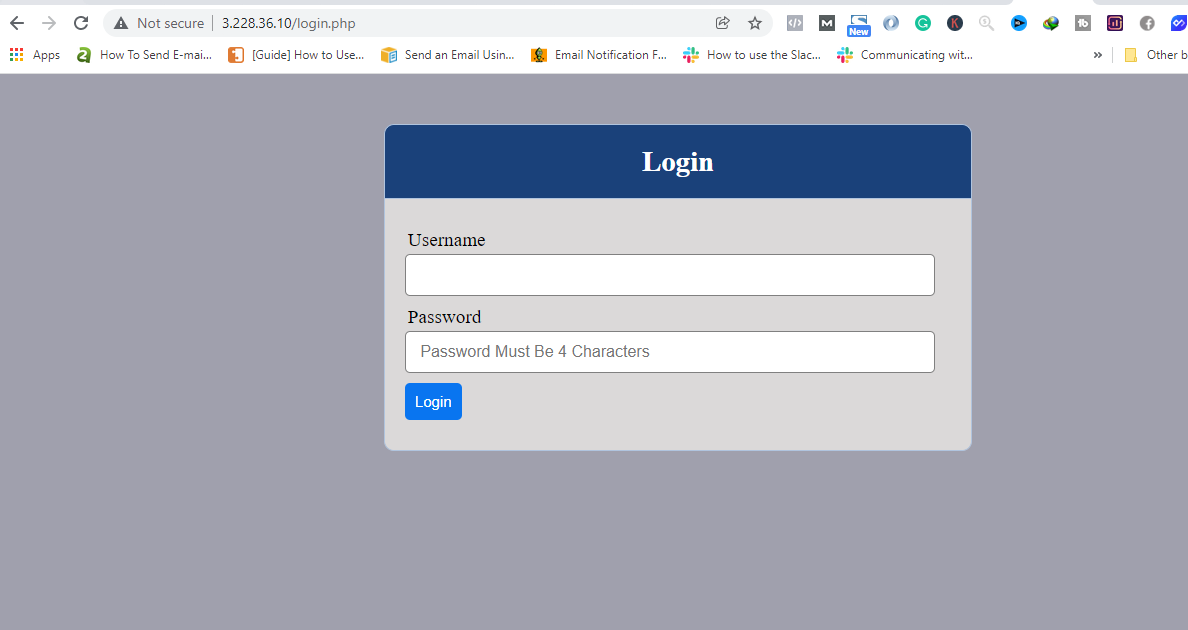 Not secure | 3.228.36.10/login.php
New
Apps How To Send E-mai... [Guide] How to Use... Send an Email Usin... Email Notification F... How to use the Slac... Communicating wit... » Other b
Login
Username
Password
Password Must Be 4 Characters
Login